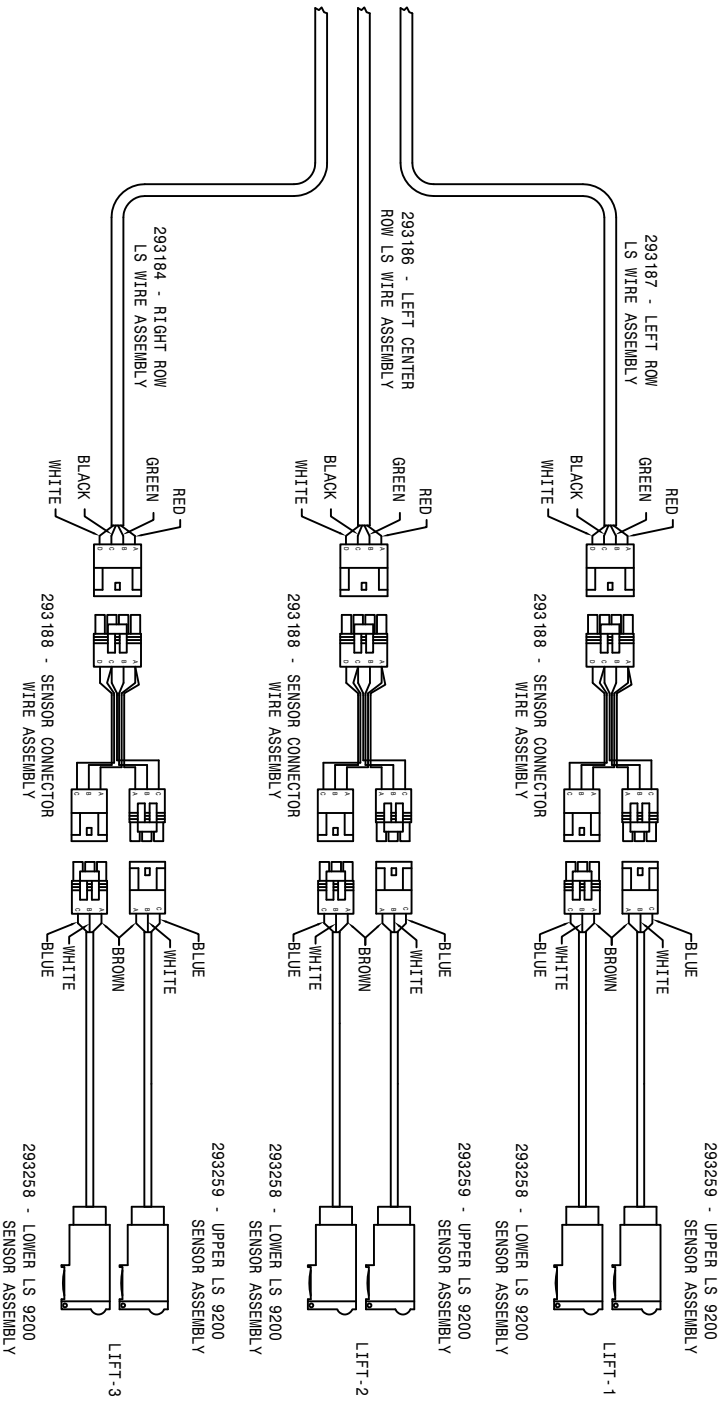 293187 - LEFT ROW
LS WIRE ASSEMBLY
RED
GREEN
BLACK
WHITE
A
B
C
D
A
B
C
D
293188 - SENSOR CONNECTOR
WIRE ASSEMBLY
C
B
A
A
B
C
C
B
A
A
B
C
BLUE
WHITE
BROWN
WHITE
BLUE
293259 - UPPER LS 9200
SENSOR ASSEMBLY
293258 - LOWER LS 9200
SENSOR ASSEMBLY
LIFT-1
293186 - LEFT CENTER
ROW LS WIRE ASSEMBLY
RED
GREEN
BLACK
WHITE
A
B
C
D
A
B
C
D
293188 - SENSOR CONNECTOR
WIRE ASSEMBLY
C
B
A
A
B
C
C
B
A
A
B
C
BLUE
WHITE
BROWN
WHITE
BLUE
293259 - UPPER LS 9200
SENSOR ASSEMBLY
293258 - LOWER LS 9200
SENSOR ASSEMBLY
LIFT-2
293184 - RIGHT ROW
LS WIRE ASSEMBLY
RED
GREEN
BLACK
WHITE
A
B
C
D
A
B
C
D
293188 - SENSOR CONNECTOR
WIRE ASSEMBLY
C
B
A
A
B
C
C
B
A
A
B
C
BLUE
WHITE
BROWN
WHITE
BLUE
293259 - UPPER LS 9200
SENSOR ASSEMBLY
293258 - LOWER LS 9200
SENSOR ASSEMBLY
LIFT-3